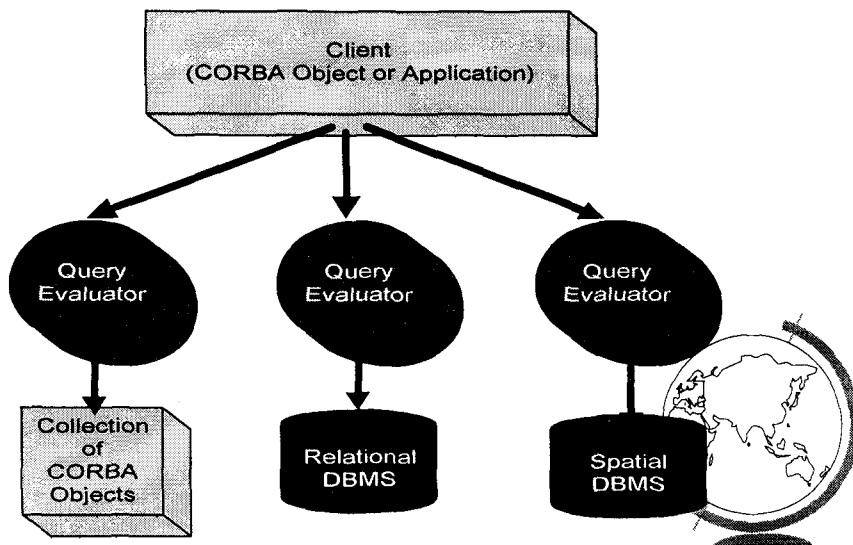 Client
(CORBA Object or Application)
Query
Evaluator
Query
Evaluator
Query
Evaluator
Collection
of
CORBA
Objects
Relational
DBMS
Spatial
DBMS